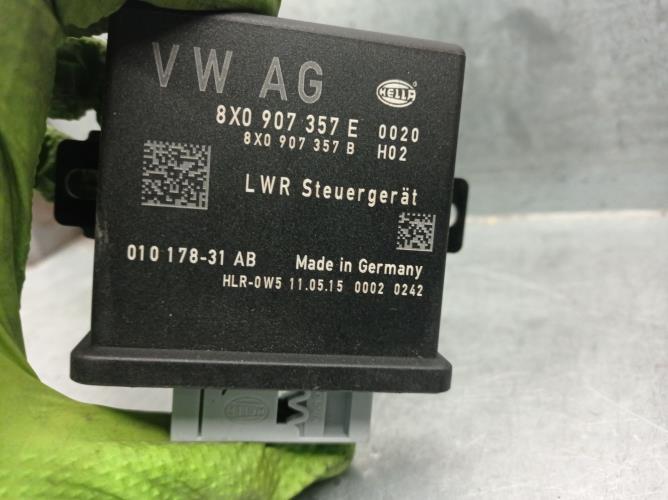 VW AG
HELLA
8X0 907 357 E 0020
8X0 907 357 B H02
LWR Steuergerät
010 178-31 AB Made in Germany
HLR-0W5 11.05.15 0002 0242
HELLA